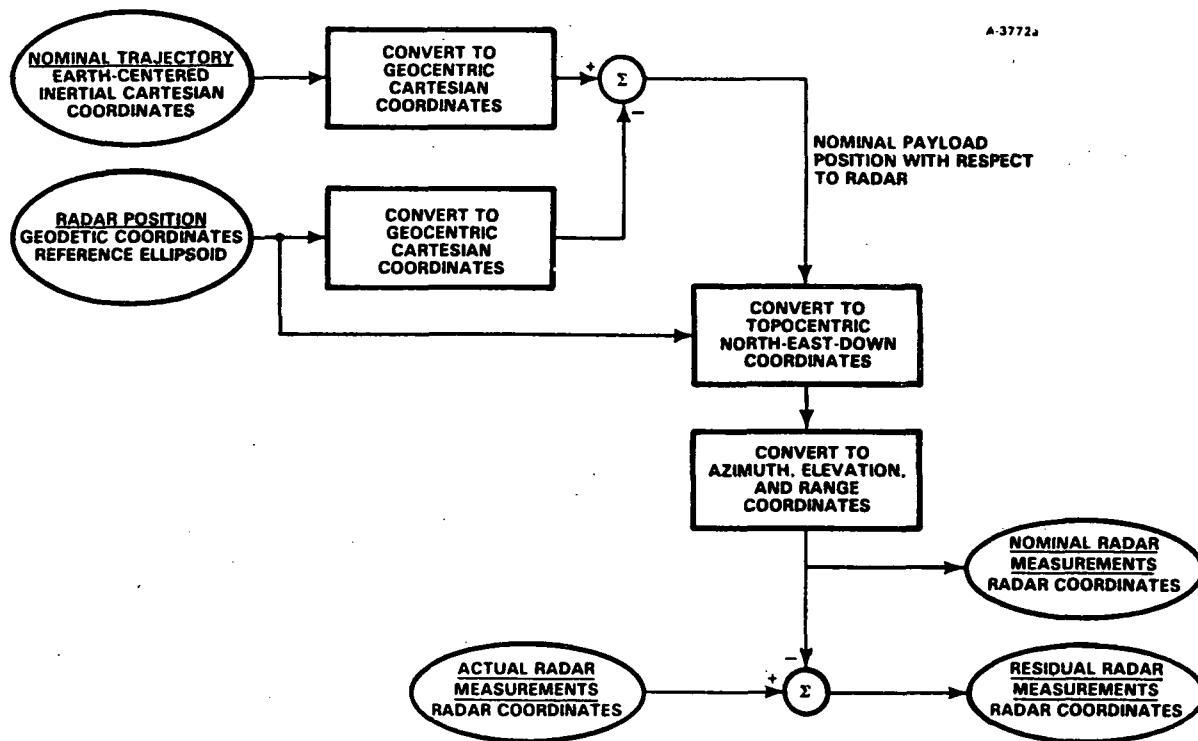 A-3772a
NOMINAL TRAJECTORY
EARTH-CENTERED
INERTIAL CARTESIAN
COORDINATES
CONVERT TO
GEOCENTRIC
CARTESIAN
COORDINATES
+
Σ
−
NOMINAL PAYLOAD
POSITION WITH RESPECT
TO RADAR
RADAR POSITION
GEODETIC COORDINATES
REFERENCE ELLIPSOID
CONVERT TO
GEOCENTRIC
CARTESIAN
COORDINATES
CONVERT TO
TOPOCENTRIC
NORTH-EAST-DOWN
COORDINATES
CONVERT TO
AZIMUTH, ELEVATION,
AND RANGE
COORDINATES
NOMINAL RADAR
MEASUREMENTS
RADAR COORDINATES
ACTUAL RADAR
MEASUREMENTS
RADAR COORDINATES
+
−
Σ
RESIDUAL RADAR
MEASUREMENTS
RADAR COORDINATES